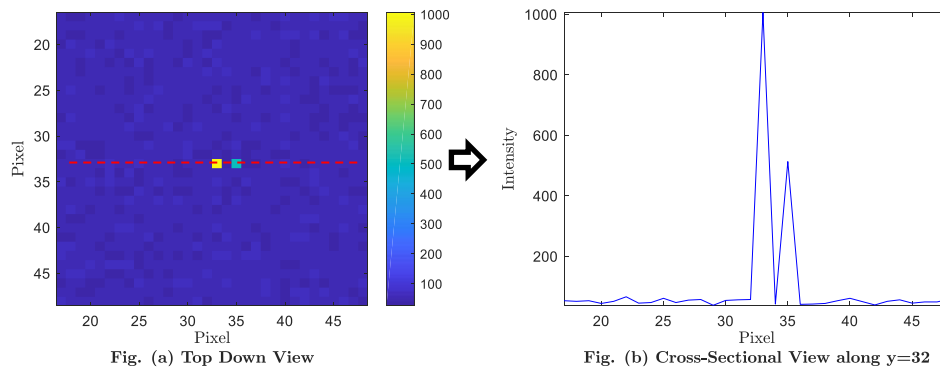 20
25
30
35
40
45
Pixel
20 25 30 35 40 45
Pixel
Fig. (a) Top Down View
1000
900
800
700
600
500
400
300
200
100
1000
800
600
400
200
Intensity
20 25 30 35 40 45
Pixel
Fig. (b) Cross-Sectional View along y=32